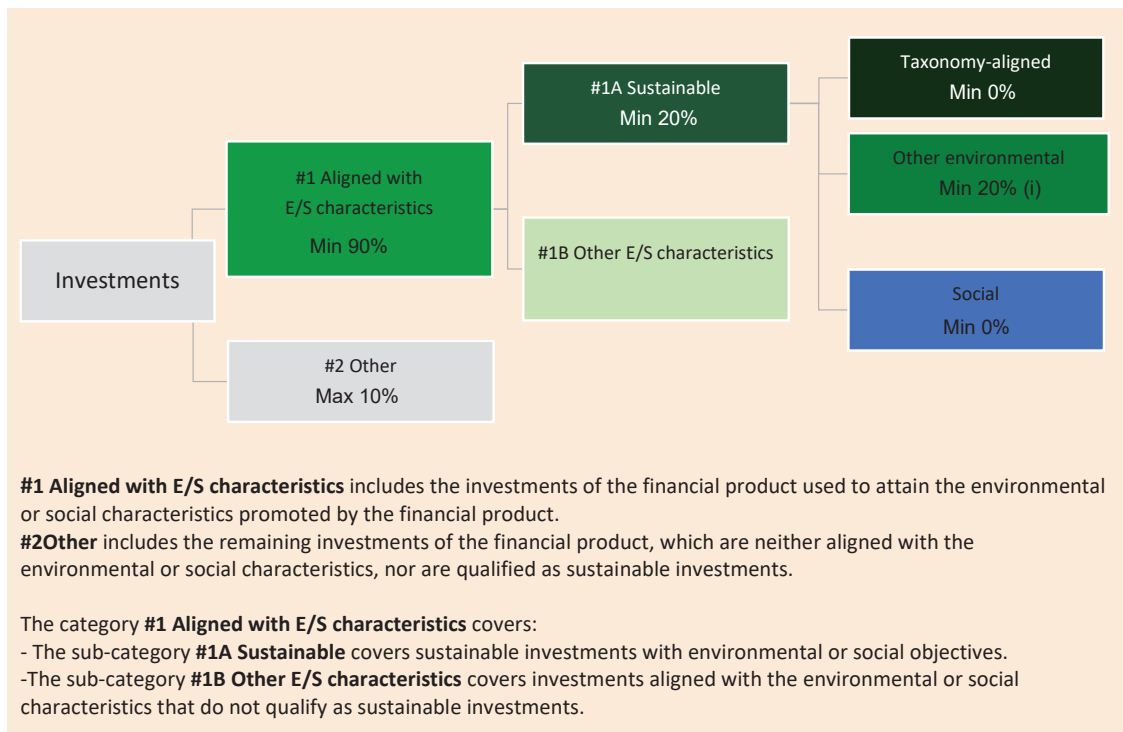 Investments
#1 Aligned with
E/S characteristics
Min 90%
#2 Other
Max 10%
#1A Sustainable
Min 20%
#1B Other E/S characteristics
Taxonomy-aligned
Min 0%
Other environmental
Min 20% (i)
Social
Min 0%
#1 Aligned with E/S characteristics includes the investments of the financial product used to attain the environmental
or social characteristics promoted by the financial product.
#2Other includes the remaining investments of the financial product, which are neither aligned with the
environmental or social characteristics, nor are qualified as sustainable investments.
The category #1 Aligned with E/S characteristics covers:
- The sub-category #1A Sustainable covers sustainable investments with environmental or social objectives.
-The sub-category #1B Other E/S characteristics covers investments aligned with the environmental or social
characteristics that do not qualify as sustainable investments.